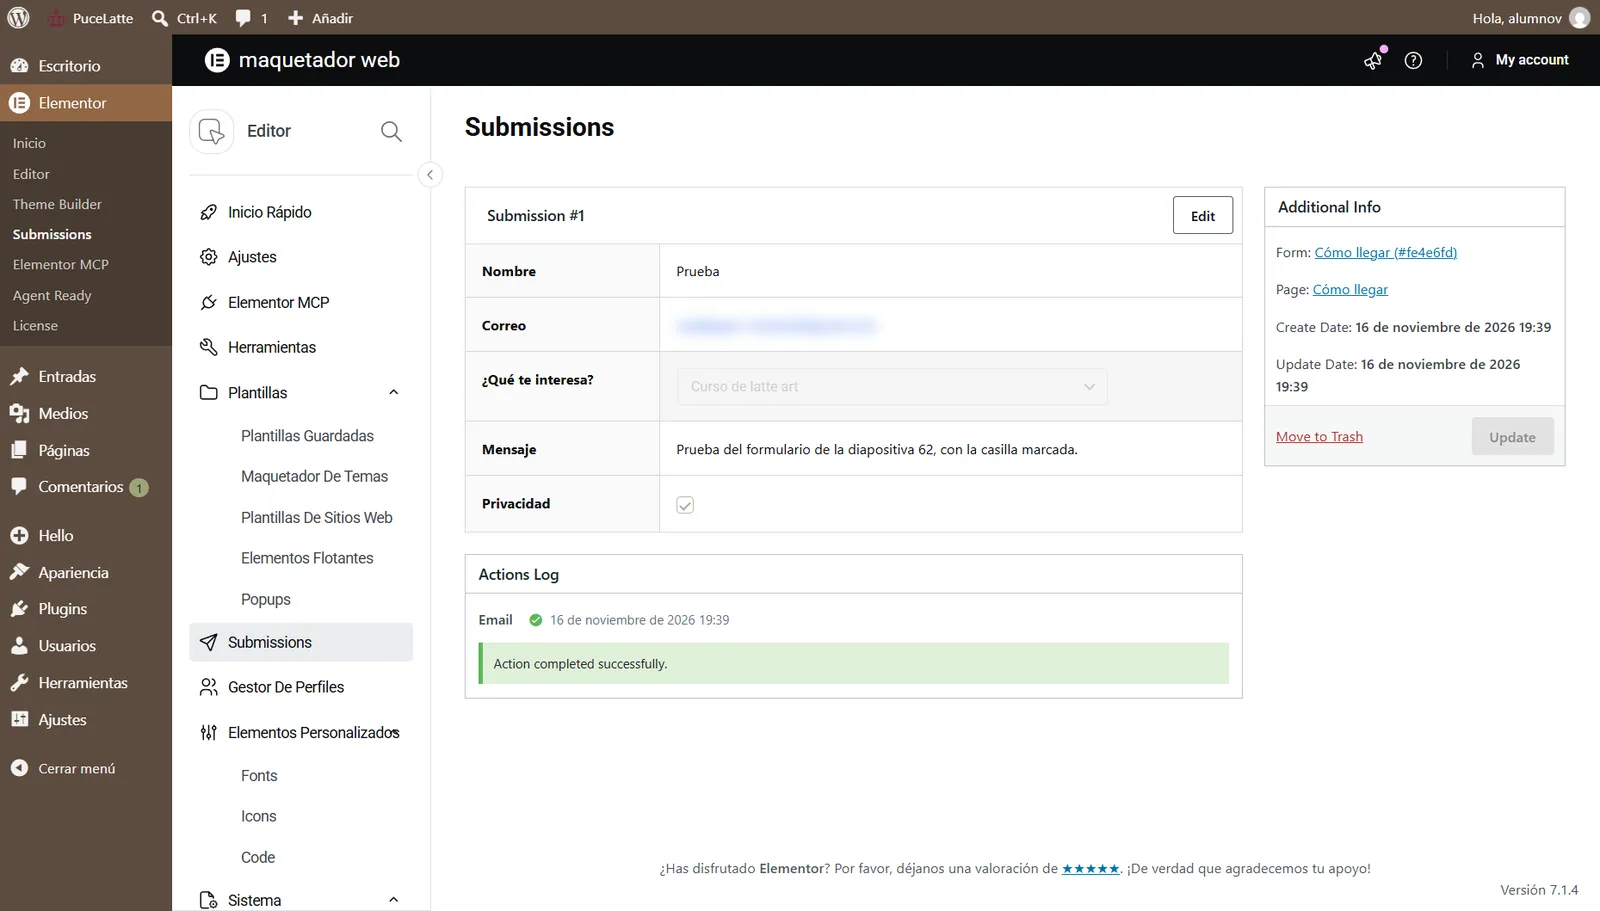 PuceLatte
Ctrl+K
1
Añadir
Hola, alumnov
Escritorio
Elementor
Inicio
Editor
Theme Builder
Submissions
Elementor MCP
Agent Ready
License
Entradas
Medios
Páginas
Comentarios 1
Hello
Apariencia
Plugins
Usuarios
Herramientas
Ajustes
Cerrar menú
maquetador web
My account
Editor
Inicio Rápido
Ajustes
Elementor MCP
Herramientas
Plantillas
Plantillas Guardadas
Maquetador De Temas
Plantillas De Sitios Web
Elementos Flotantes
Popups
Submissions
Gestor De Perfiles
Elementos Personalizados
Fonts
Icons
Code
Sistema
Submissions
Submission #1
Edit
Nombre
Prueba
Correo
¿Qué te interesa?
Curso de latte art
Mensaje
Prueba del formulario de la diapositiva 62, con la casilla marcada.
Privacidad
Actions Log
Email
16 de noviembre de 2026 19:39
Action completed successfully.
Additional Info
Form: Cómo llegar (#fe4e6fd)
Page: Cómo llegar
Create Date: 16 de noviembre de 2026 19:39
Update Date: 16 de noviembre de 2026
19:39
Move to Trash
Update
¿Has disfrutado Elementor? Por favor, déjanos una valoración de ★★★★★. ¡De verdad que agradecemos tu apoyo!
Versión 7.1.4